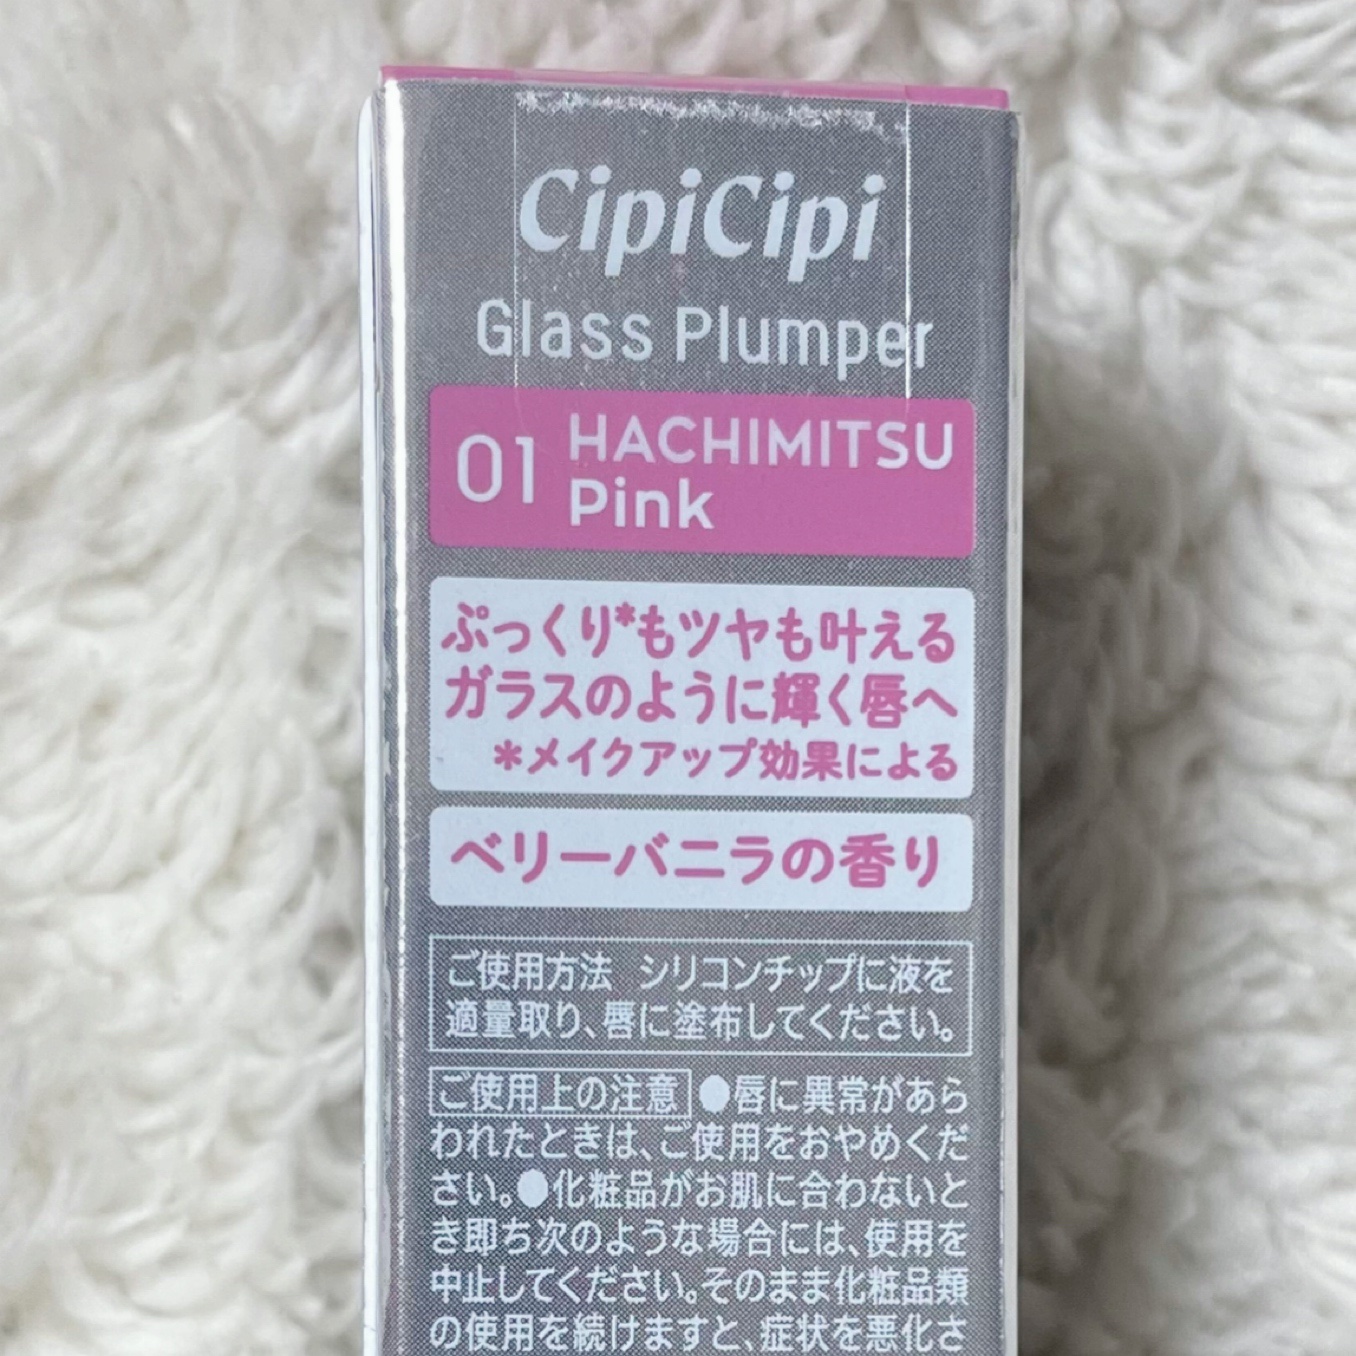 CipiCipi
Glass Plumper
01 HACHIMITSU
Pink
ぷっくり*もツヤも叶える
ガラスのように輝く唇へ
*メイクアップ効果による
ベリーバニラの香り
ご使用方法 シリコンチップに液を
適量取り、唇に塗布してください。
ご使用上の注意 ●唇に異常があら
われたときは、ご使用をおやめくだ
さい。●化粧品がお肌に合わないと
き即ち次のような場合には、使用を
中止してください。そのまま化粧品類
の使用を続けますと、症状を悪化さ